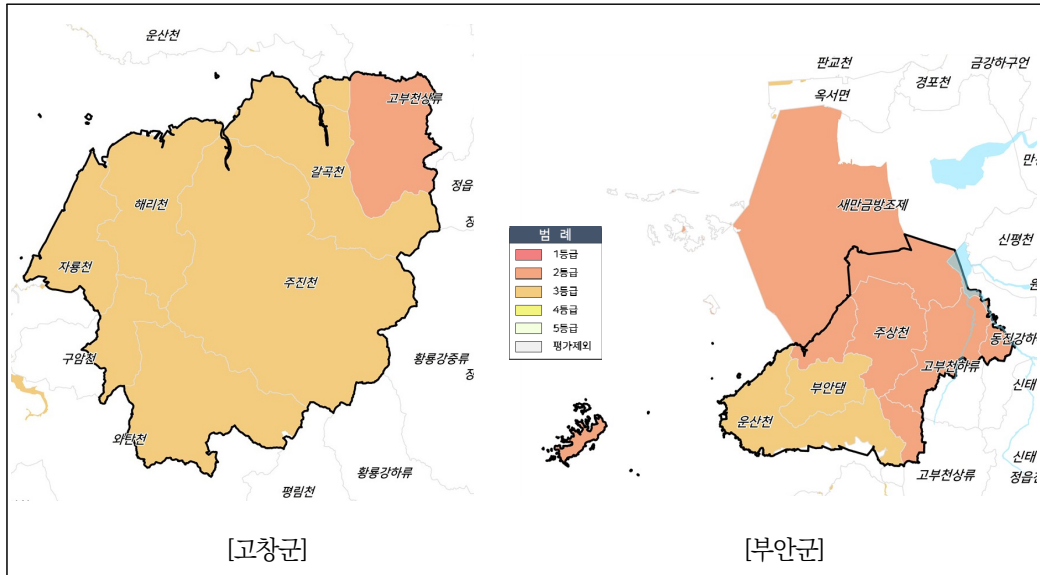 운산천
고부천상류
갈곡천
정읍
해리천
자룡천
주진천
구암천
황룡강중류
정
와탄천
황룡강하류
평림천
[고창군]
범 례
1등급
2등급
3등급
4등급
5등급
평가제외
판교천
금강하구언
경포천
옥서면
만
새만금방조제
신평천
원
주상천
동진강하
고부천하류
신태
부안댐
운산천
신태
고부천상류
정읍천
[부안군]